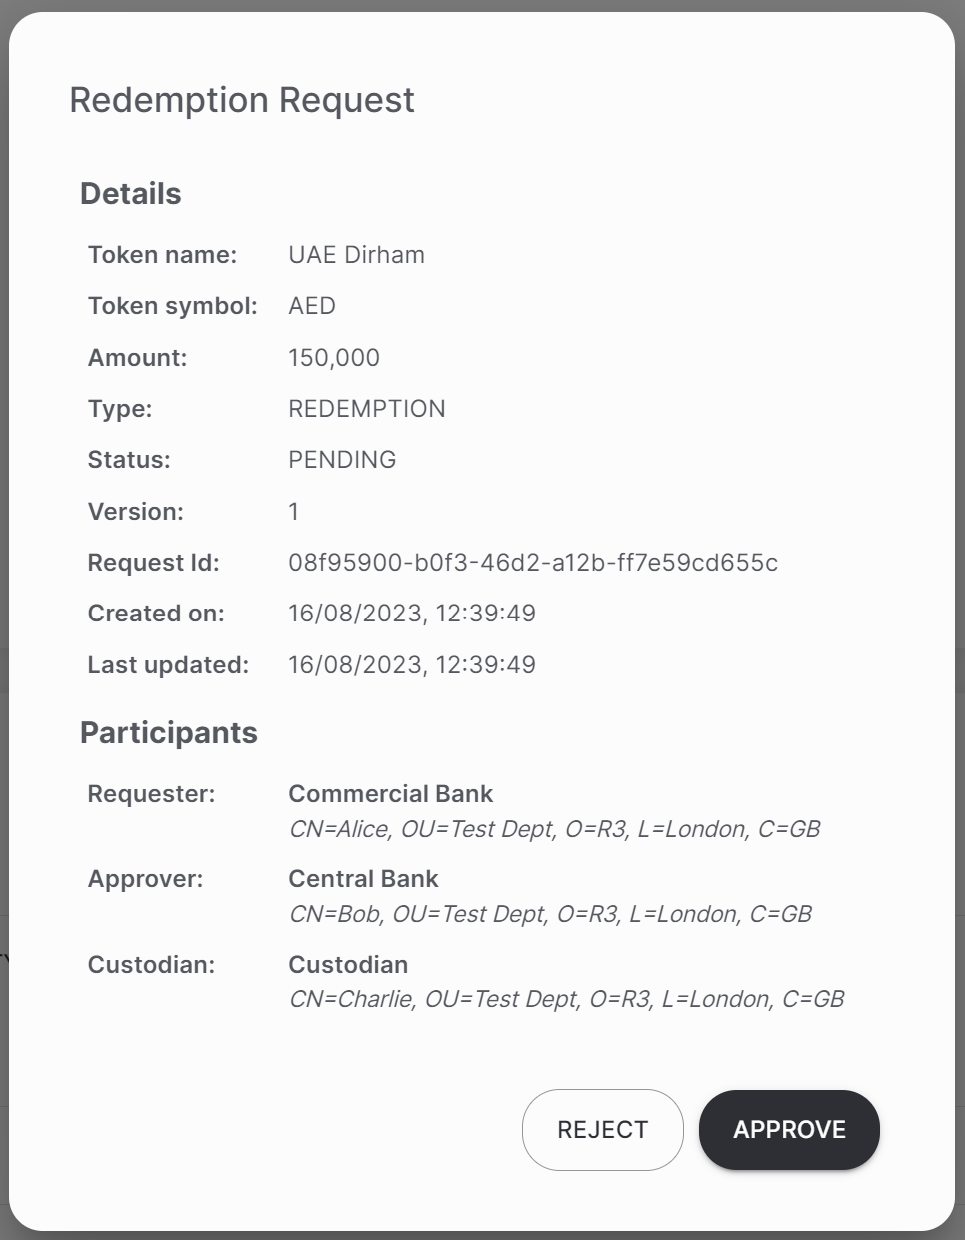 Redemption Request
Details
Token name: UAE Dirham
Token symbol: AED
Amount: 150,000
Type: REDEMPTION
Status: PENDING
Version: 1
Request Id: 08f95900-b0f3-46d2-a12b-ff7e59cd655c
Created on: 16/08/2023, 12:39:49
Last updated: 16/08/2023, 12:39:49
Participants
Requester: Commercial Bank
CN=Alice, OU=Test Dept, O=R3, L=London, C=GB
Approver: Central Bank
CN=Bob, OU=Test Dept, O=R3, L=London, C=GB
Custodian: Custodian
CN=Charlie, OU=Test Dept, O=R3, L=London, C=GB
REJECT APPROVE